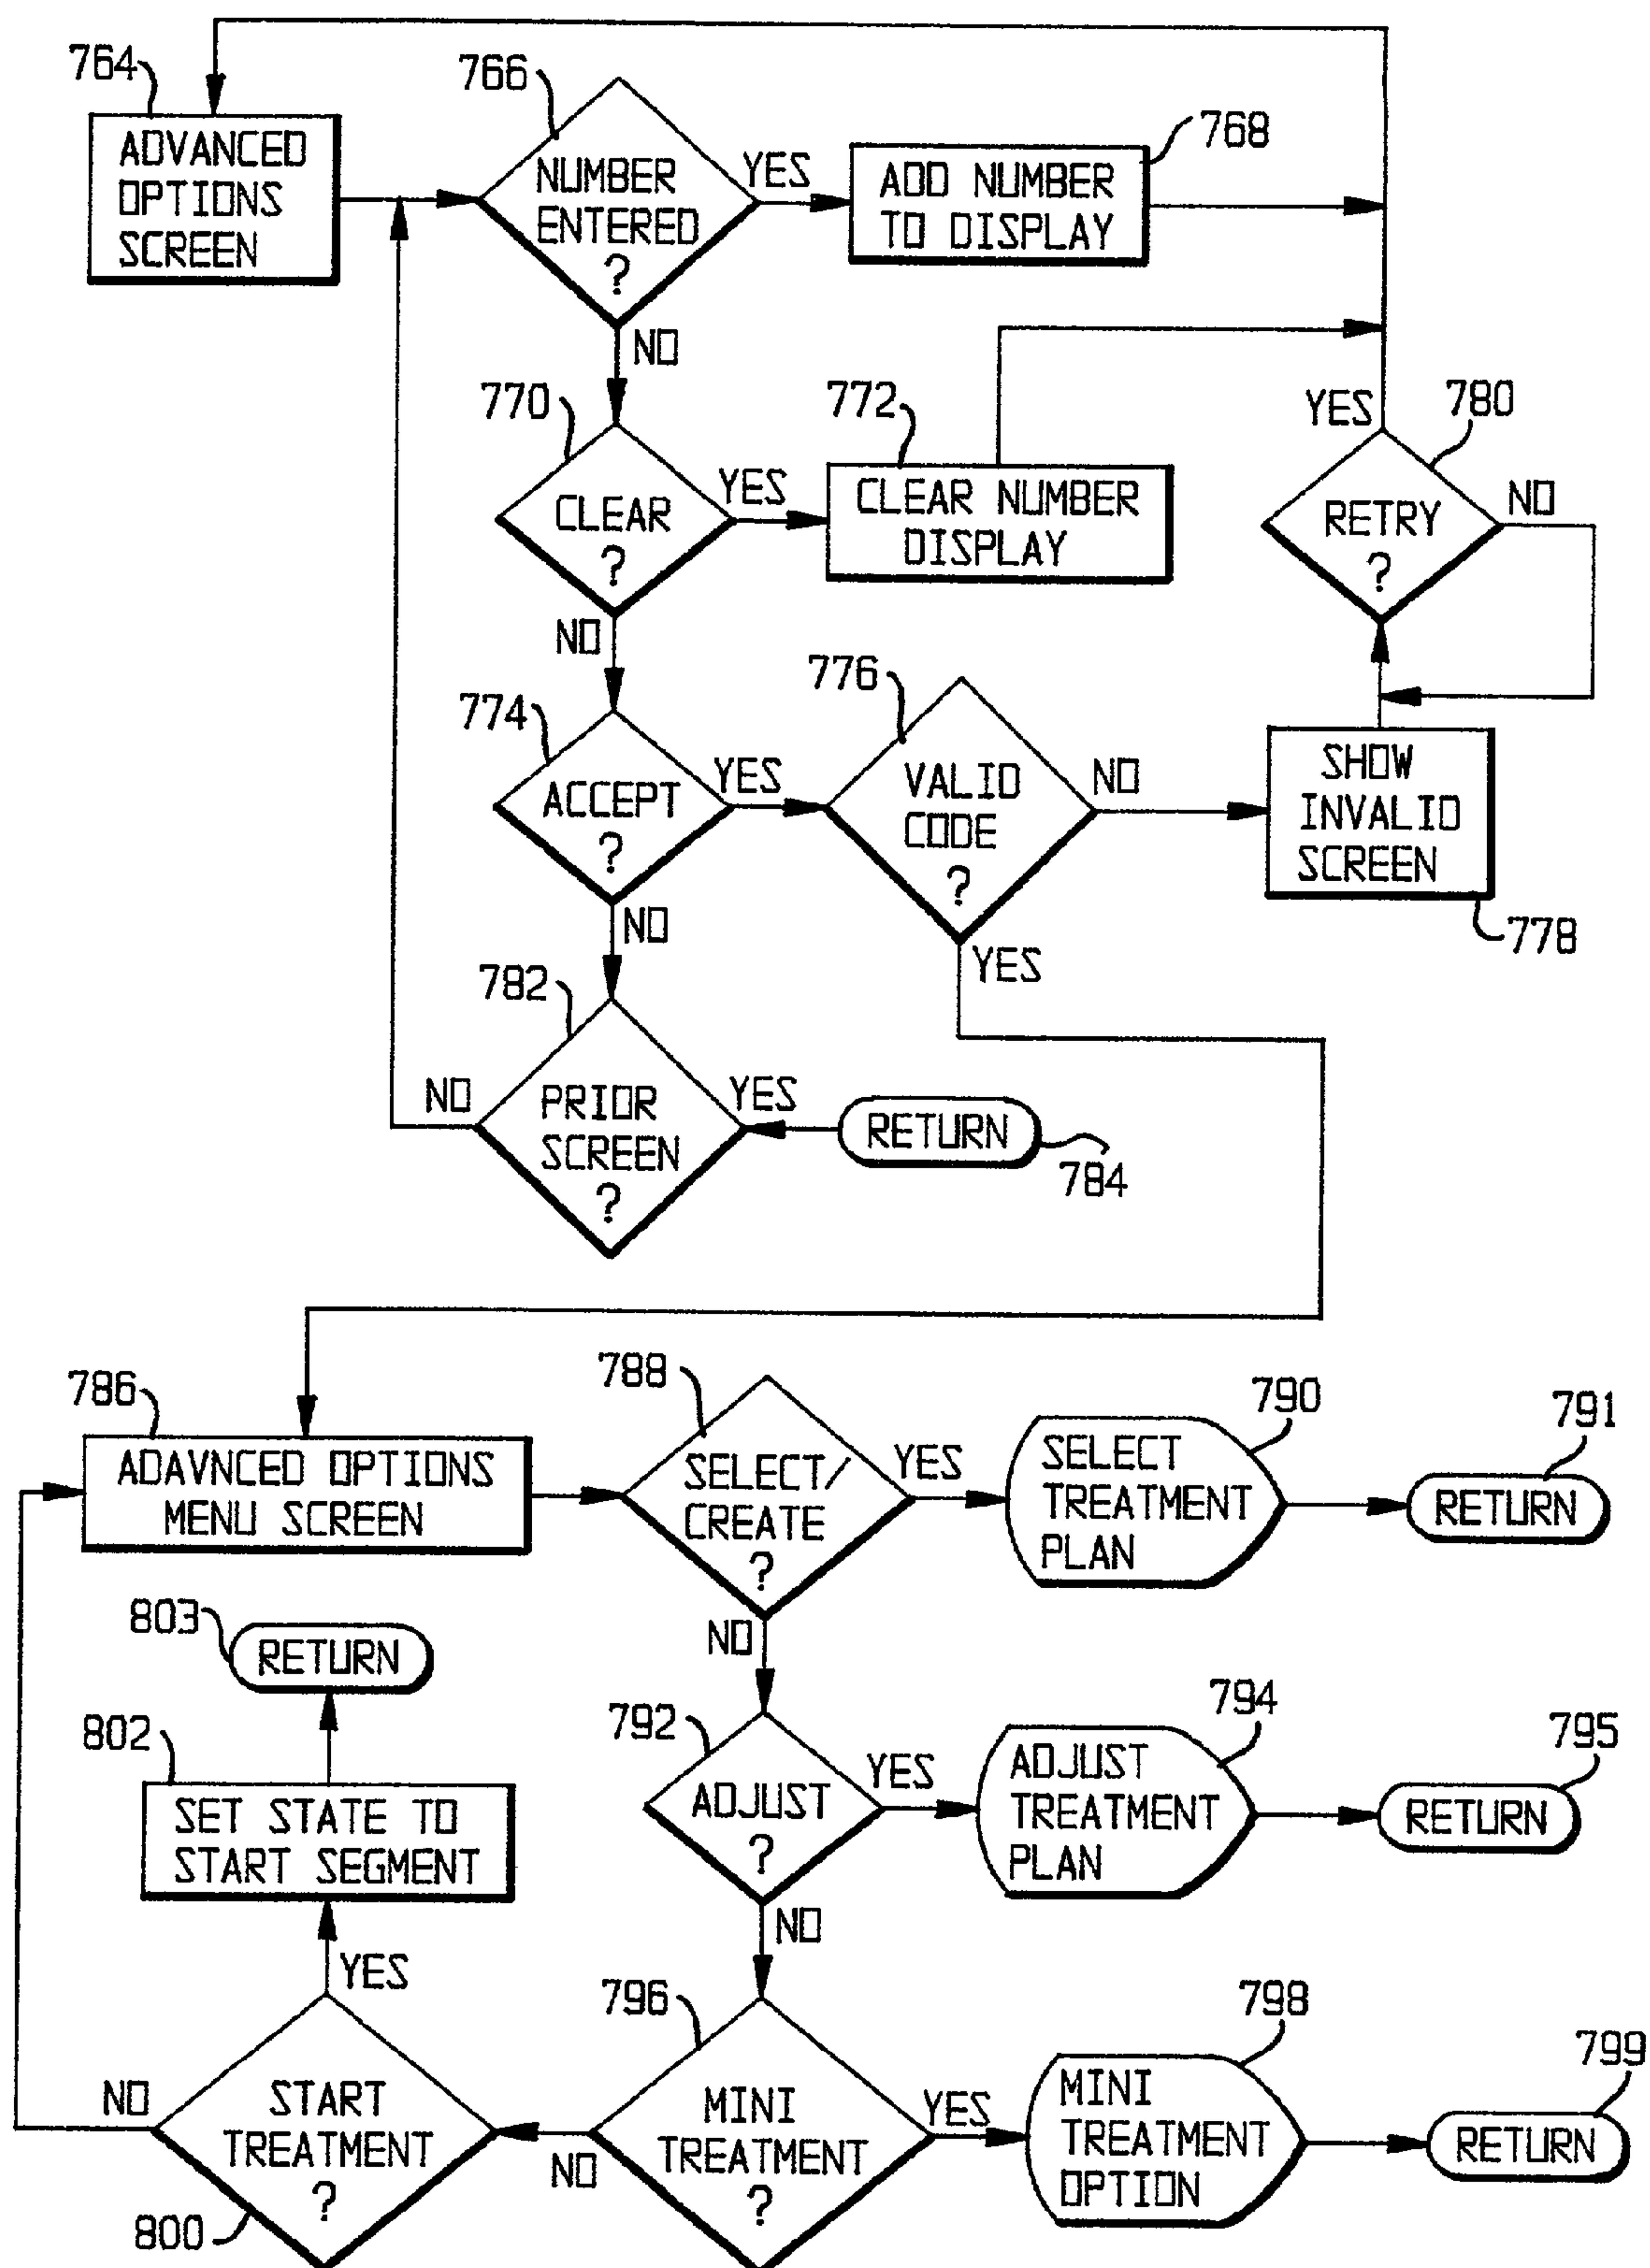 764
ADVANCED
OPTIONS
SCREEN
766
NUMBER
ENTERED
?
YES
768
ADD NUMBER
TO DISPLAY
NO
770
CLEAR
?
YES
772
CLEAR NUMBER
DISPLAY
YES
780
RETRY
?
NO
NO
774
ACCEPT
?
YES
776
VALID
CODE
?
NO
SHOW
INVALID
SCREEN
778
NO
YES
782
NO
PRIOR
SCREEN
?
YES
RETURN
784
786
ADAVNCED OPTIONS
MENU SCREEN
788
SELECT/
CREATE
?
YES
790
SELECT
TREATMENT
PLAN
791
RETURN
NO
803
RETURN
802
SET STATE TO
START SEGMENT
792
ADJUST
?
YES
794
ADJUST
TREATMENT
PLAN
795
RETURN
NO
YES
796
MINI
TREATMENT
?
YES
798
MINI
TREATMENT
OPTION
799
RETURN
NO
START
TREATMENT
?
NO
800